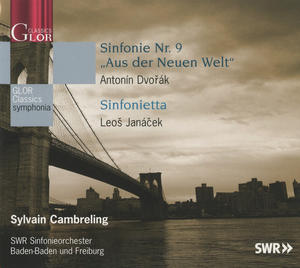 CLASSICS
GLOR
GLOR
Classics
symphonia
Sinfonie Nr. 9
„Aus der Neuen Welt“
Antonín Dvořák
Sinfonietta
Leoš Janáček
Sylvain Cambreling
SWR Sinfonieorchester
Baden-Baden und Freiburg
SWR»